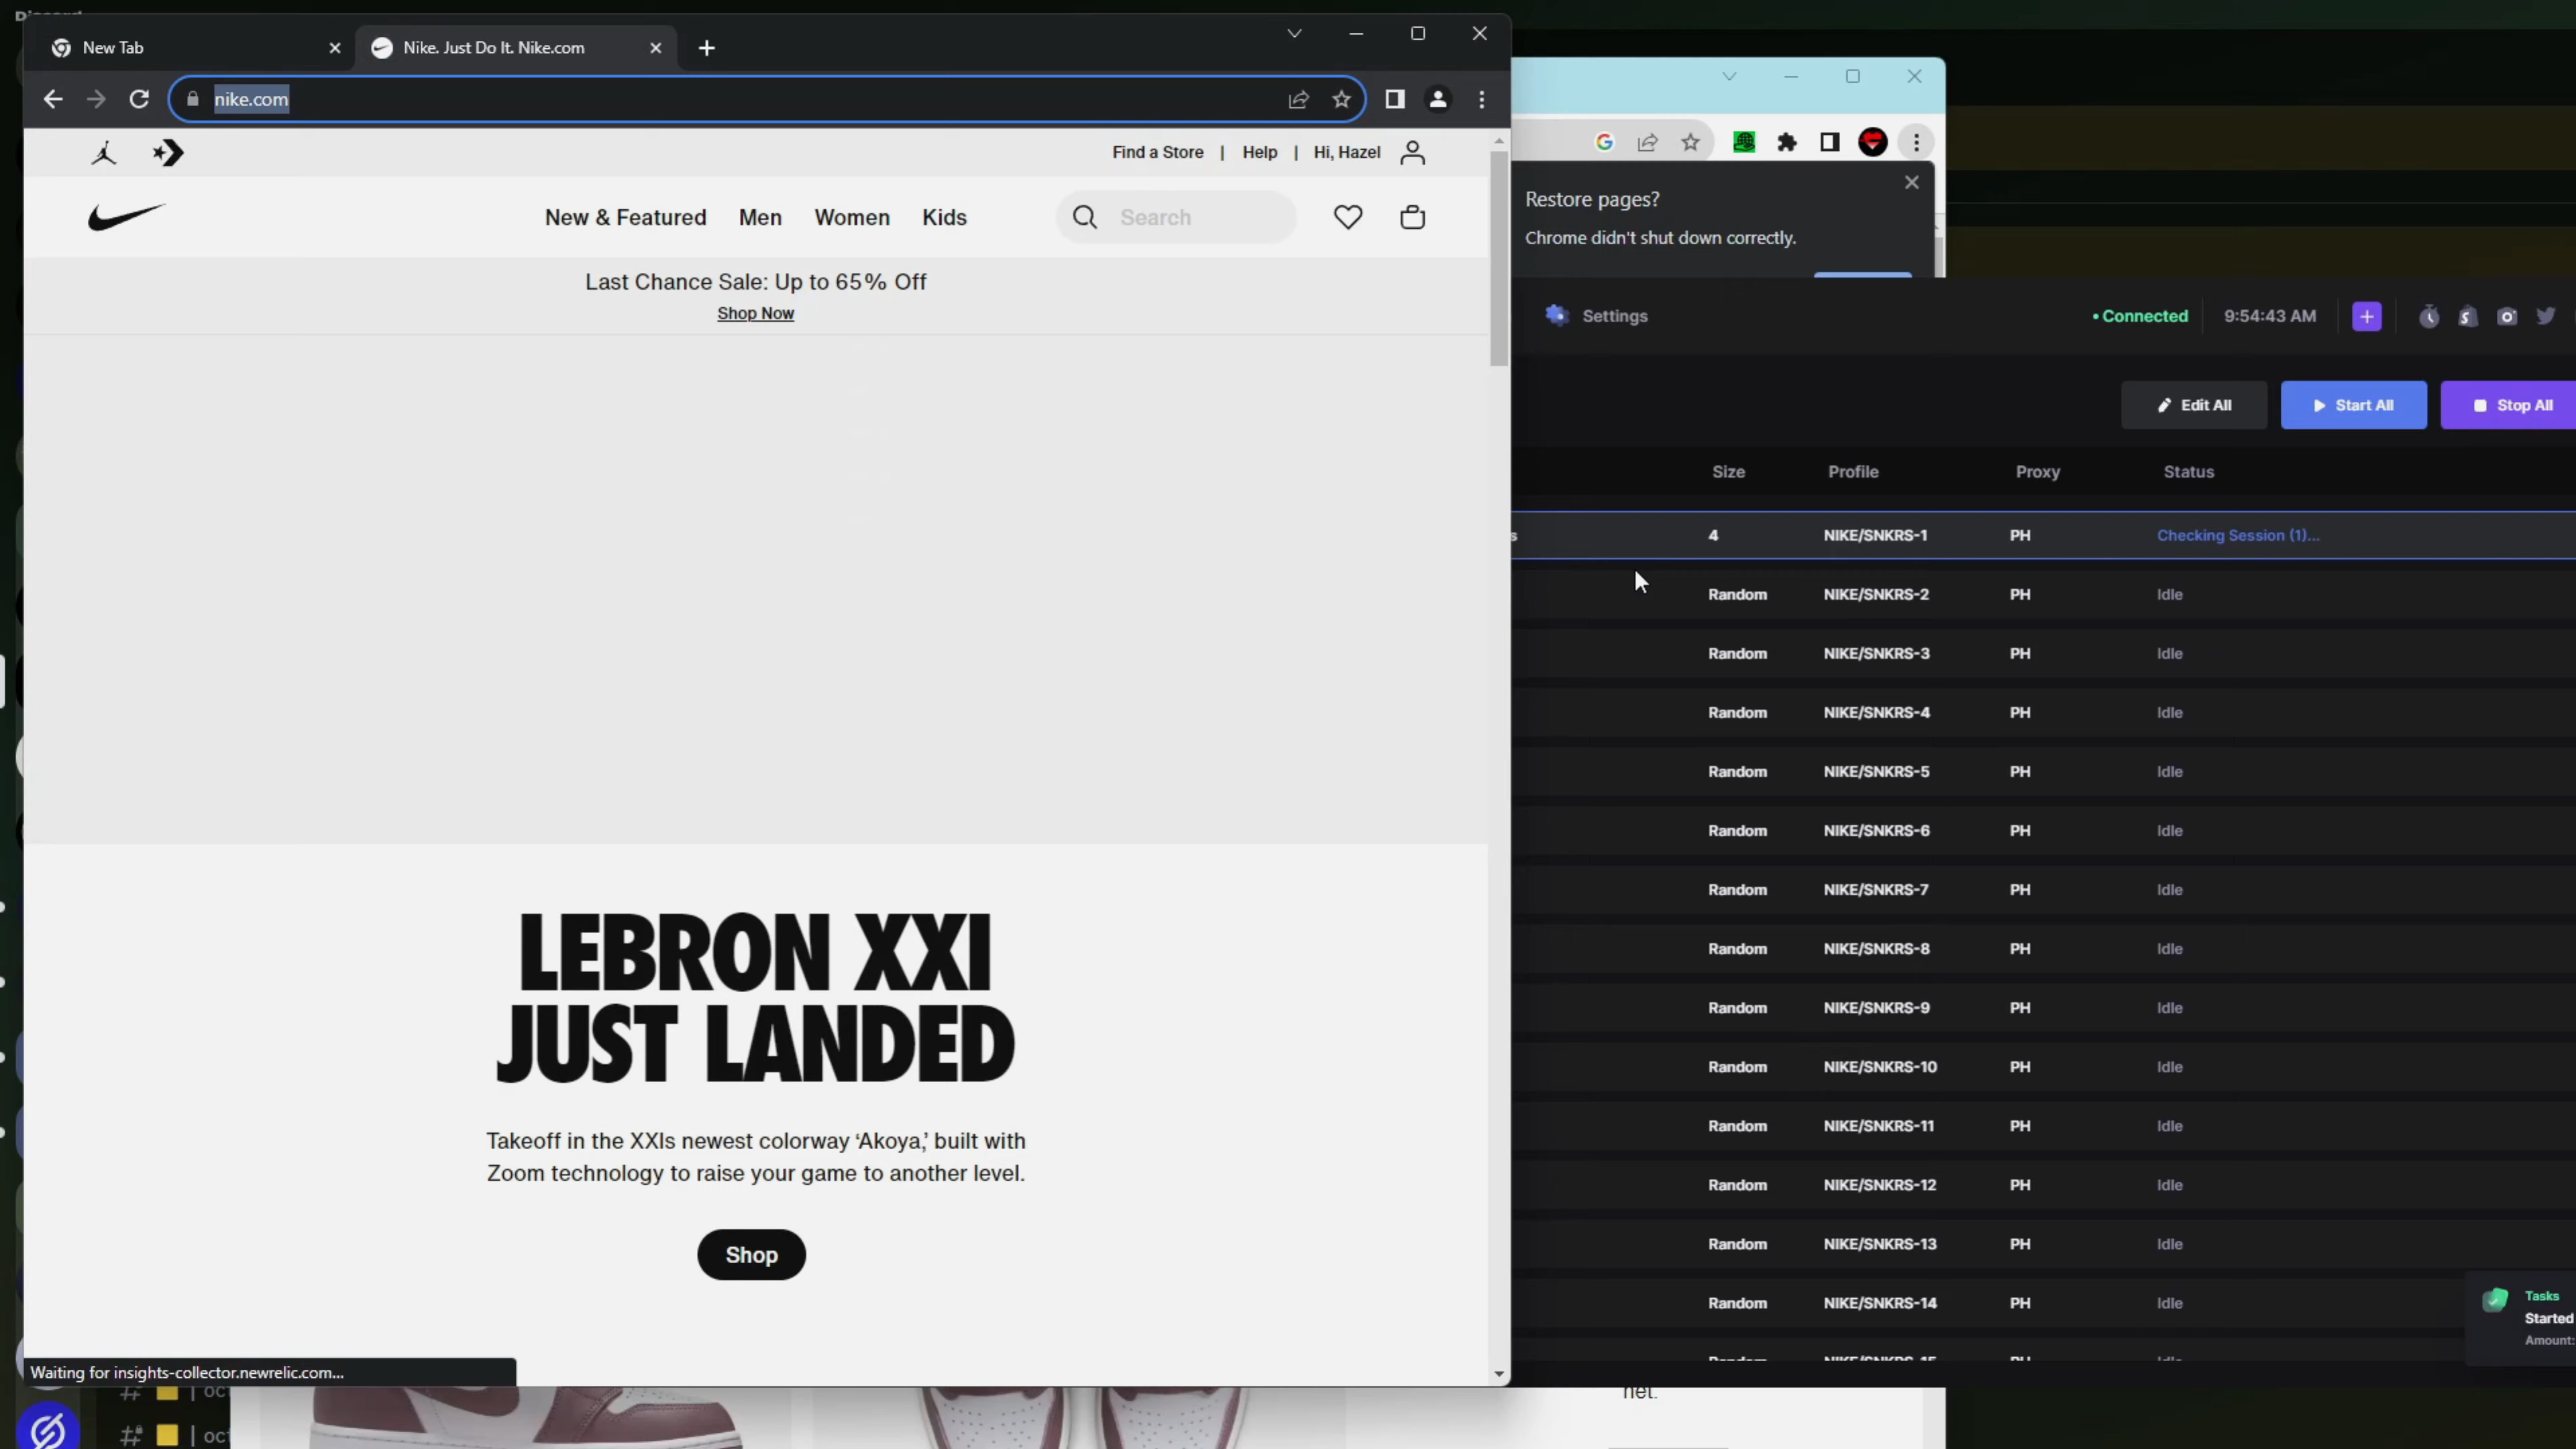 Discord
New Tab
Nike. Just Do It. Nike.com
nike.com
Find a Store | Help | Hi, Hazel
New & Featured Men Women Kids Search
Last Chance Sale: Up to 65% Off
Shop Now
LEBRON XXI
JUST LANDED
Takeoff in the XXIs newest colorway ‘Akoya,’ built with
Zoom technology to raise your game to another level.
Shop
Waiting for insights-collector.newrelic.com...
Restore pages?
Chrome didn't shut down correctly.
Settings
• Connected 9:54:43 AM
Edit All Start All Stop All
Size Profile Proxy Status
s 4 NIKE/SNKRS-1 PH Checking Session (1)...
Random NIKE/SNKRS-2 PH Idle
Random NIKE/SNKRS-3 PH Idle
Random NIKE/SNKRS-4 PH Idle
Random NIKE/SNKRS-5 PH Idle
Random NIKE/SNKRS-6 PH Idle
Random NIKE/SNKRS-7 PH Idle
Random NIKE/SNKRS-8 PH Idle
Random NIKE/SNKRS-9 PH Idle
Random NIKE/SNKRS-10 PH Idle
Random NIKE/SNKRS-11 PH Idle
Random NIKE/SNKRS-12 PH Idle
Random NIKE/SNKRS-13 PH Idle
Random NIKE/SNKRS-14 PH Idle
Tasks
Started
Amount:
| oct
| oct
net.